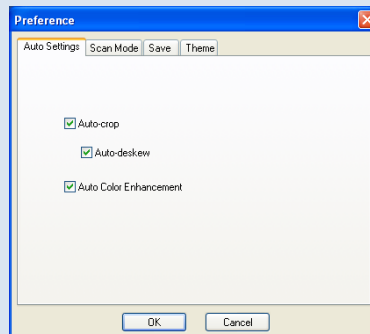 Preference
Auto Settings Scan Mode Save Theme
Auto-crop
Auto-deskew
Auto Color Enhancement
OK Cancel